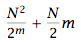 N²/2ᵐ + N/2 m